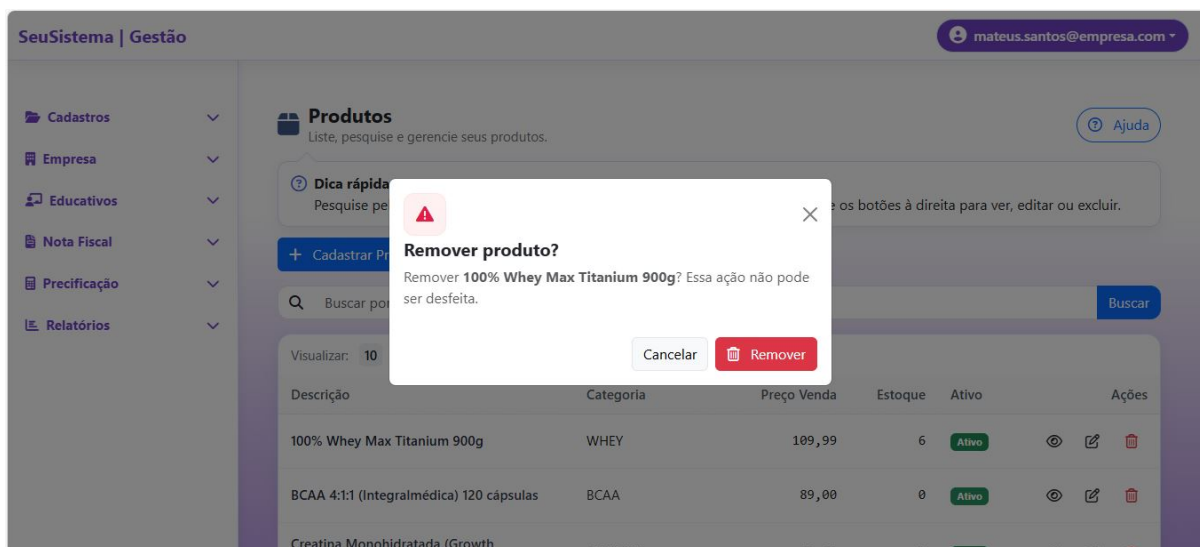 SeuSistema | Gestão
mateus.santos@empresa.com
Cadastros
Empresa
Educativos
Nota Fiscal
Precificação
Relatórios
Produtos
Liste, pesquise e gerencie seus produtos.
Ajuda
Dica rápida
Pesquise pe
e os botões à direita para ver, editar ou excluir.
+ Cadastrar Pr
Buscar por
Buscar
Remover produto?
Remover 100% Whey Max Titanium 900g? Essa ação não pode
ser desfeita.
Cancelar
Remover
Visualizar: 10
Descrição Categoria Preço Venda Estoque Ativo Ações
100% Whey Max Titanium 900g WHEY 109,99 6 Ativo
BCAA 4:1:1 (Integralmédica) 120 cápsulas BCAA 89,00 0 Ativo
Creatina Monohidratada (Growth